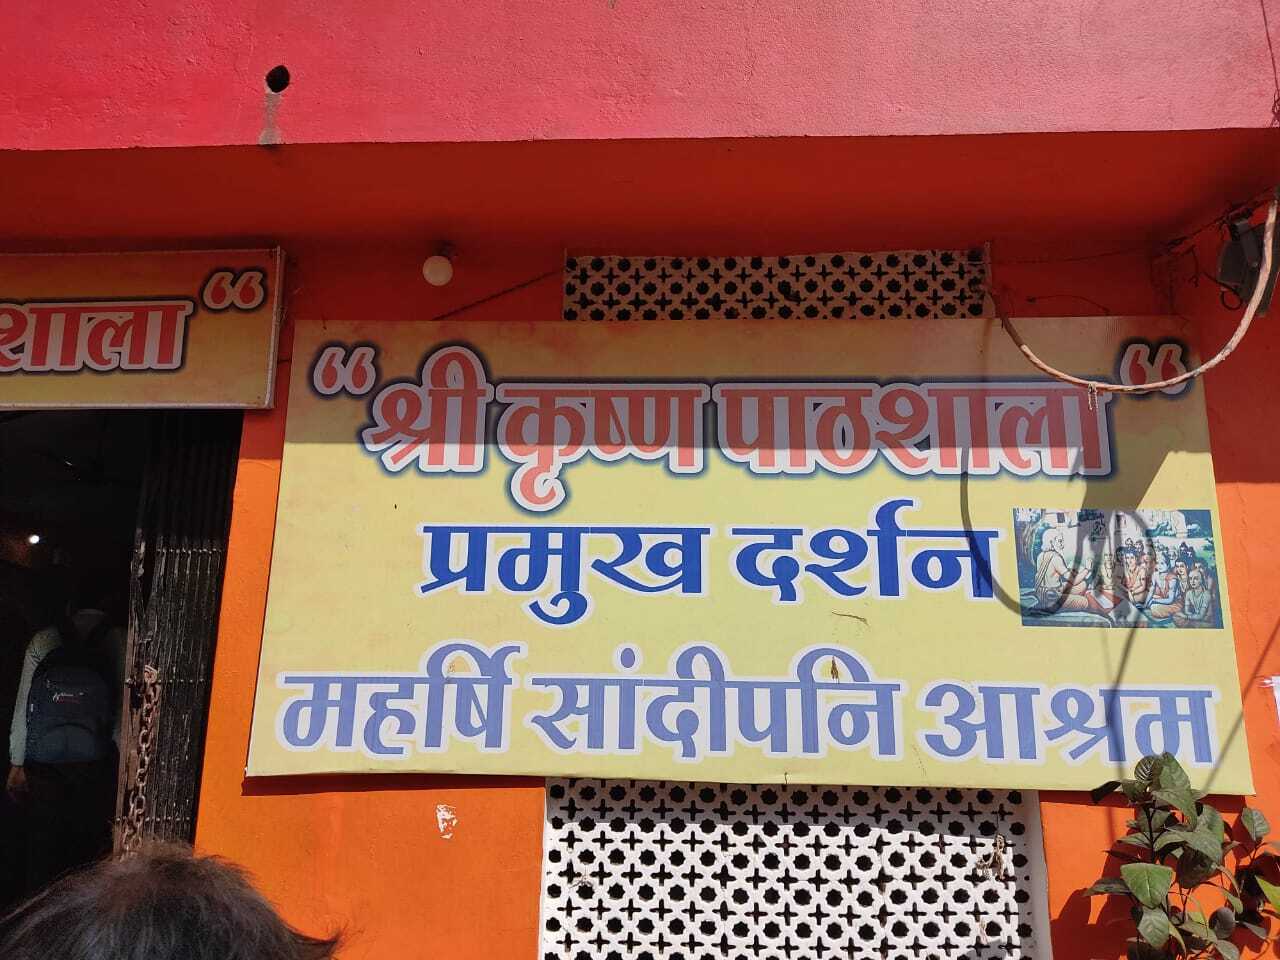 शाला“
“श्री कृष्ण पाठशाला“
प्रमुख दर्शन
महर्षि सांदीपनि आश्रम